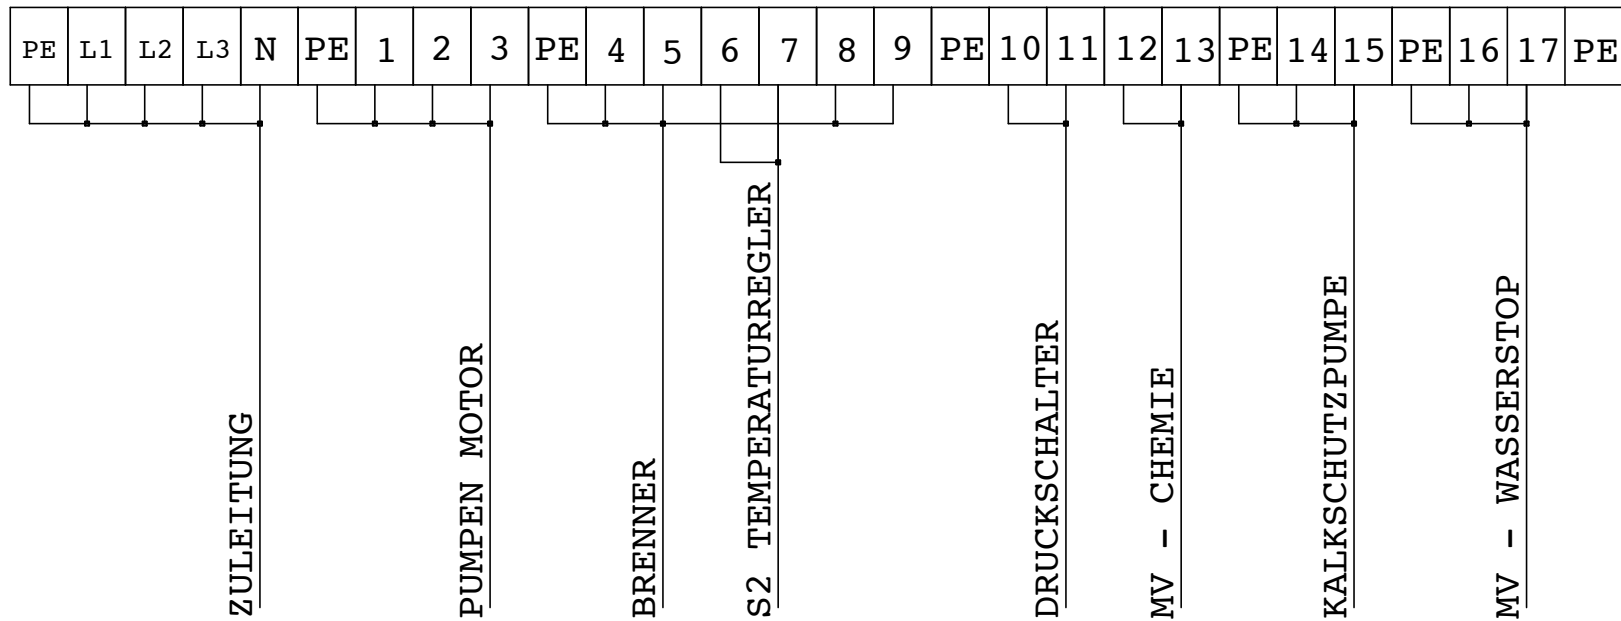 PE L1 L2 L3 N PE 1 2 3 PE 4 5 6 7 8 9 PE 10 11 12 13 PE 14 15 PE 16 17 PE
ZULEITUNG
PUMPEN MOTOR
BRENNER
S2 TEMPERATURREGLER
DRUCKSCHALTER
MV - CHEMIE
KALKSCHUTZPUMPE
MV - WASSERSTOP